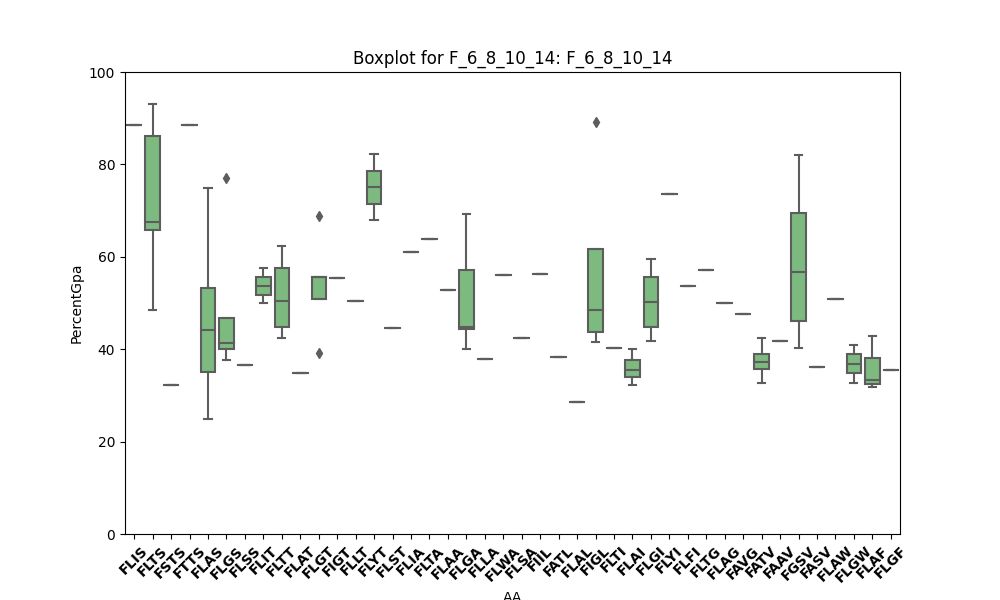 Boxplot for F_6_8_10_14: F_6_8_10_14
100
80
60
40
20
0
PercentGpa
FLIS FLTS FSTS FTTS FLAS FLGS FLSS FLIT FLTT FLAT FLGT FIGT FLLT FLYT FLST FLIA FLTA FLAA FLGA FLLA FLWA FLSA FIIL FATL FLAL FIGL FLTI FLAI FLGI FLYI FLFI FLTG FLAG FAVG FATV FAAV FGSV FASV FLAW FLGW FLAF FLGF
AA